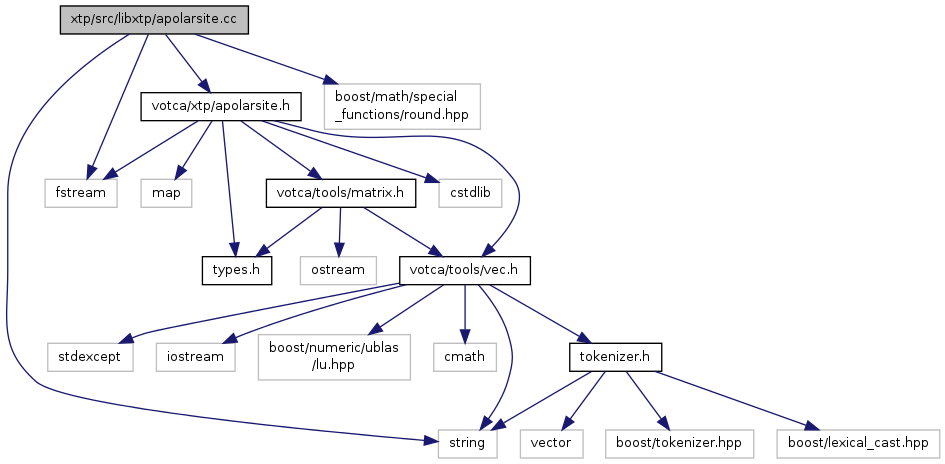 xtp/src/libxtp/apolarsite.cc
votca/xtp/apolarsite.h
boost/math/special
_functions/round.hpp
fstream
map
votca/tools/matrix.h
cstdlib
types.h
ostream
votca/tools/vec.h
stdexcept
iostream
boost/numeric/ublas
/lu.hpp
cmath
tokenizer.h
string
vector
boost/tokenizer.hpp
boost/lexical_cast.hpp